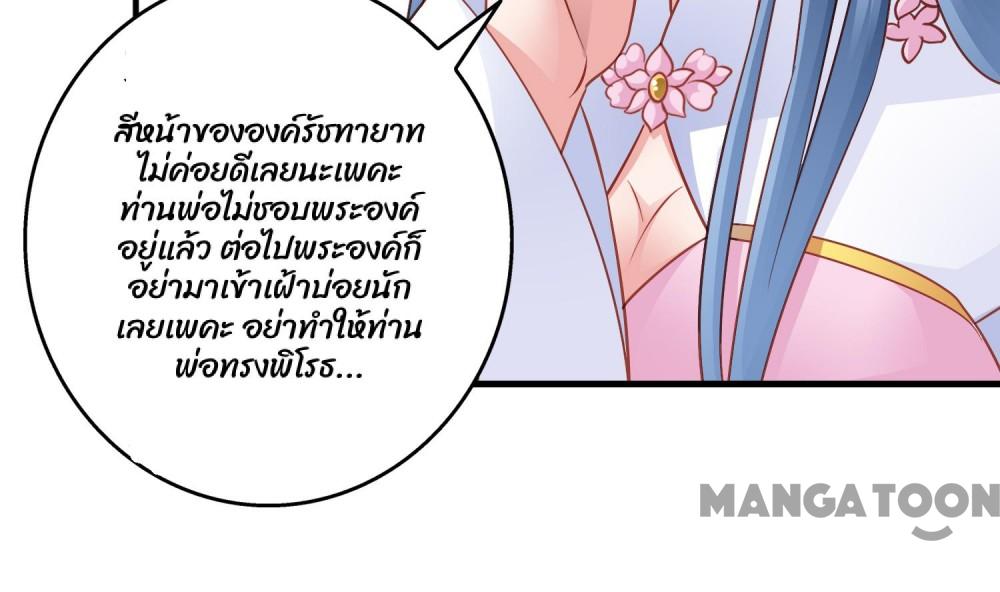 สีหน้าขององค์รัชทายาท
ไม่ค่อยดีเลยนะเพคะ
ท่านพ่อไม่ชอบพระองค์
อยู่แล้ว ต่อไปพระองค์ก็
อย่ามาเข้าเฝ้าบ่อยนัก
เลยเพคะ อย่าทำให้ท่าน
พ่อทรงพิโรธ...
MANGA TOON